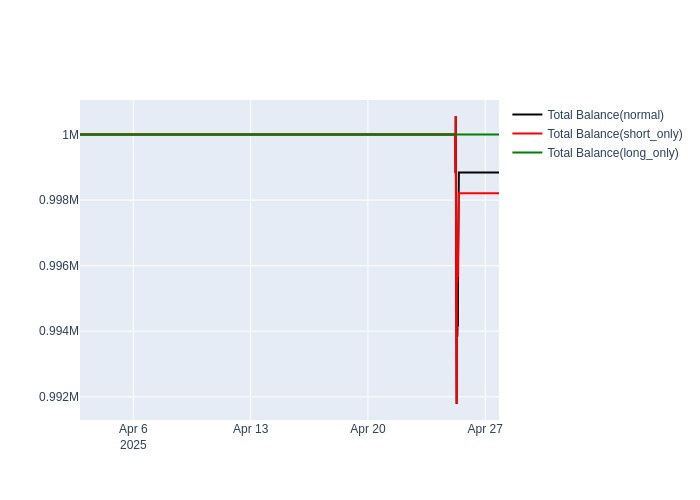 Total Balance(normal)
Total Balance(short_only)
Total Balance(long_only)
1M
0.998M
0.996M
0.994M
0.992M
Apr 6
2025
Apr 13
Apr 20
Apr 27